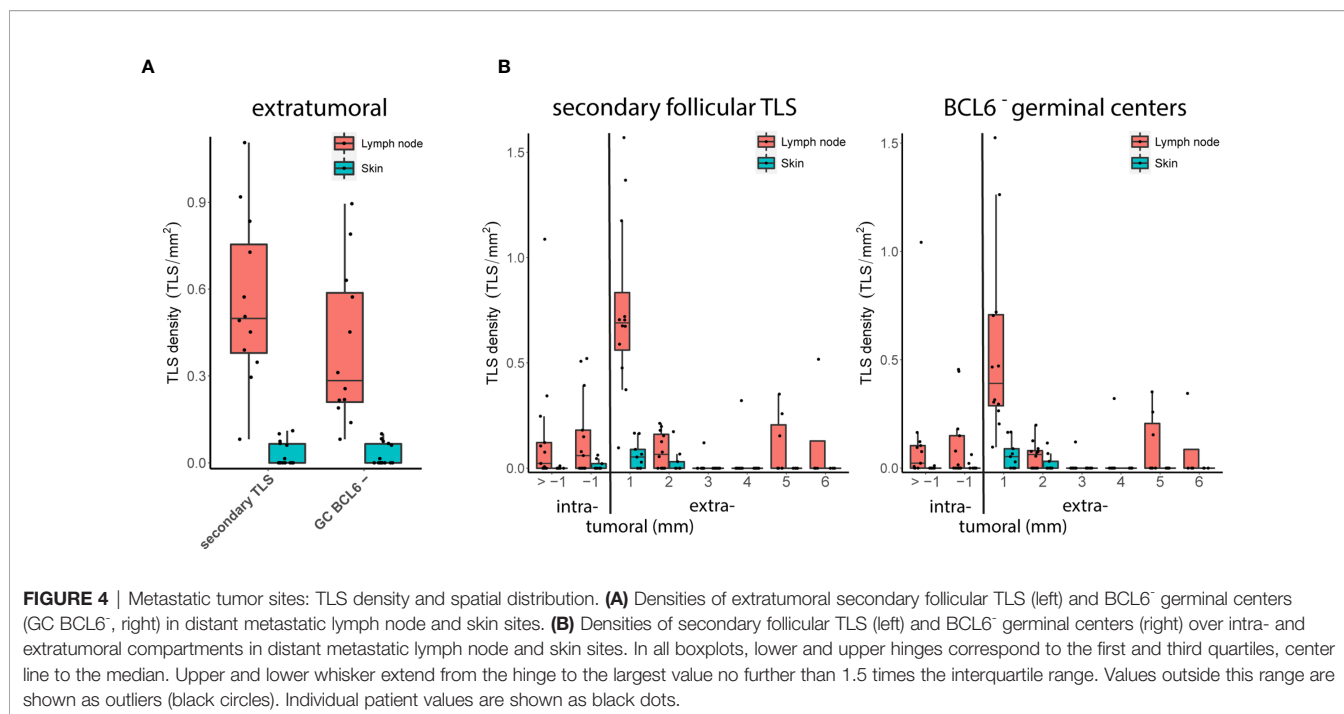 A
extratumoral
Lymph node
Skin
TLS density (TLS/mm²)
0.9
0.6
0.3
0.0
secondary TLS
GC BCL6 −
B
secondary follicular TLS
Lymph node
Skin
TLS density (TLS/mm²)
1.5
1.0
0.5
0.0
> −1 −1 1 2 3 4 5 6
intra- extra-
tumoral (mm)
BCL6⁻ germinal centers
Lymph node
Skin
TLS density (TLS/mm²)
1.5
1.0
0.5
0.0
> −1 −1 1 2 3 4 5 6
intra- extra-
tumoral (mm)
FIGURE 4 | Metastatic tumor sites: TLS density and spatial distribution. (A) Densities of extratumoral secondary follicular TLS (left) and BCL6⁻ germinal centers
(GC BCL6⁻, right) in distant metastatic lymph node and skin sites. (B) Densities of secondary follicular TLS (left) and BCL6⁻ germinal centers (right) over intra- and
extratumoral compartments in distant metastatic lymph node and skin sites. In all boxplots, lower and upper hinges correspond to the first and third quartiles, center
line to the median. Upper and lower whisker extend from the hinge to the largest value no further than 1.5 times the interquartile range. Values outside this range are
shown as outliers (black circles). Individual patient values are shown as black dots.